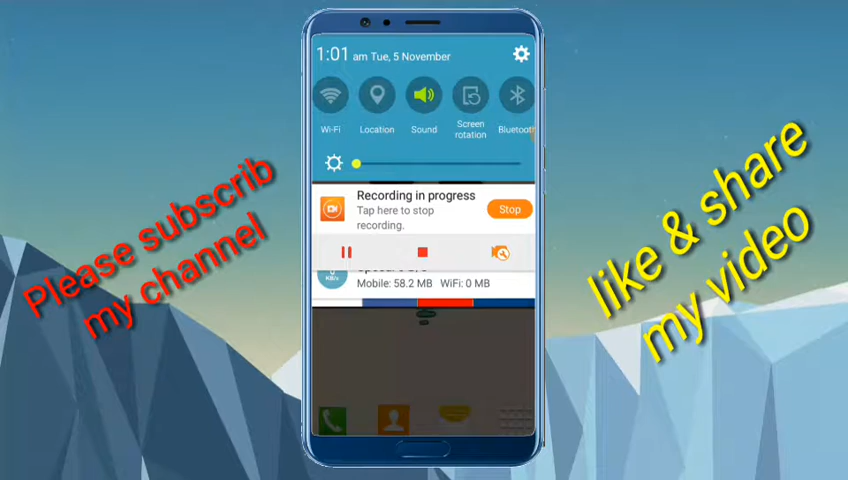 1:01 am Tue, 5 November
Wi-Fi
Location
Sound
Screen
rotation
Bluetoot
Recording in progress
Tap here to stop
recording.
Stop
KB/s
Mobile: 58.2 MB WiFi: 0 MB
Please subscrib
my channel
like & share
my video